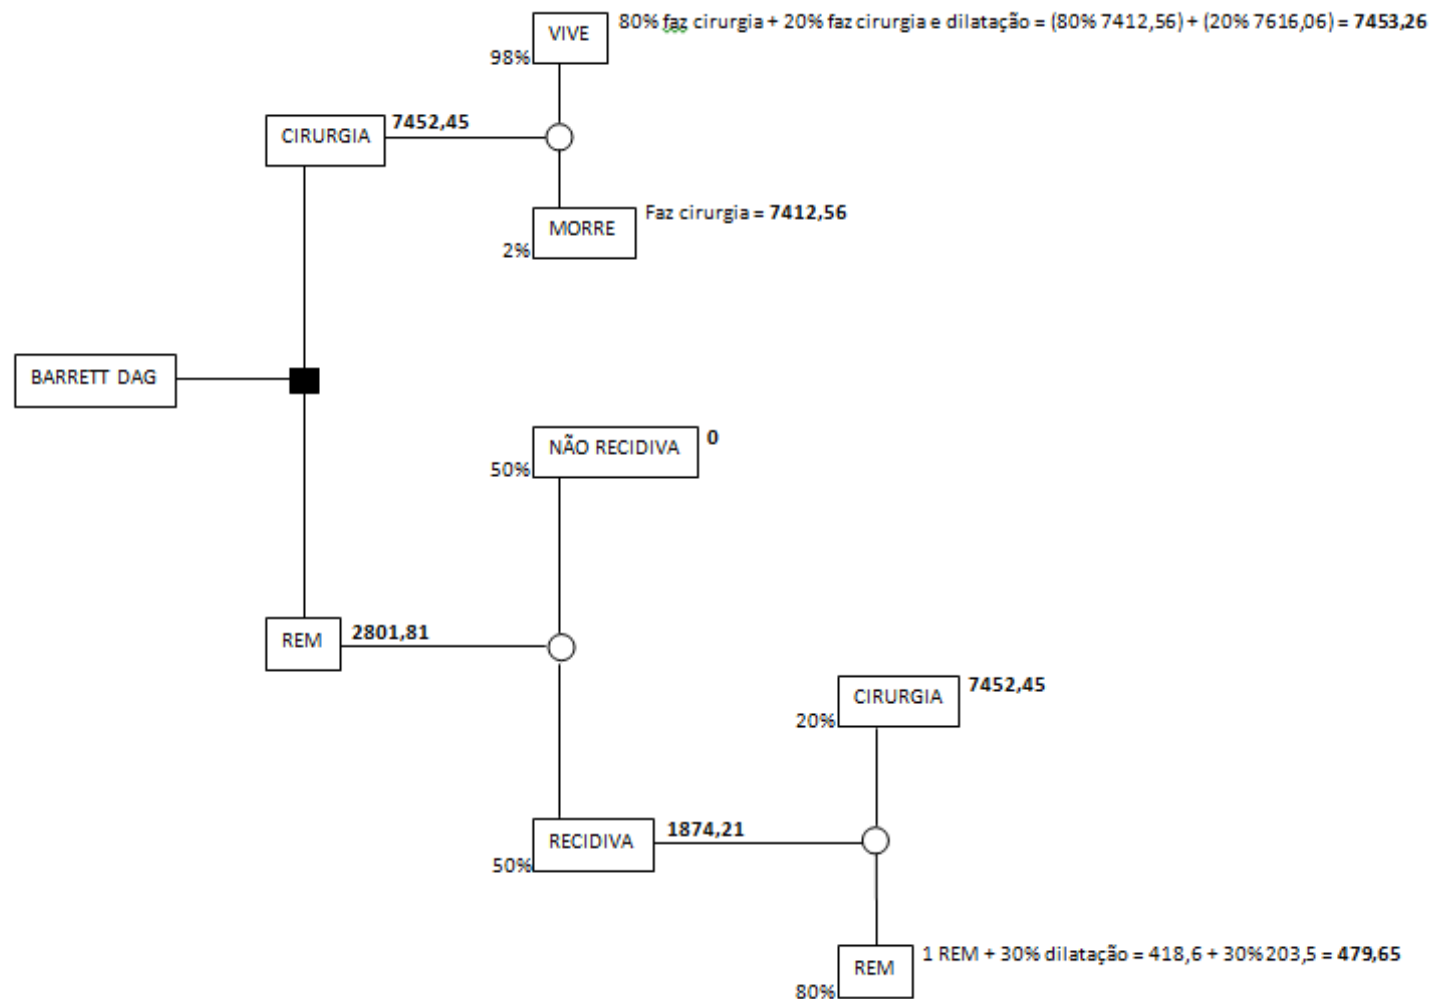 VIVE
80% faz cirurgia + 20% faz cirurgia e dilatação = (80% 7412,56) + (20% 7616,06) = 7453,26
98%
CIRURGIA
7452,45
MORRE
Faz cirurgia = 7412,56
2%
BARRETT DAG
NÃO RECIDIVA
0
50%
REM
2801,81
CIRURGIA
7452,45
20%
RECIDIVA
1874,21
50%
REM
1 REM + 30% dilatação = 418,6 + 30%203,5 = 479,65
80%